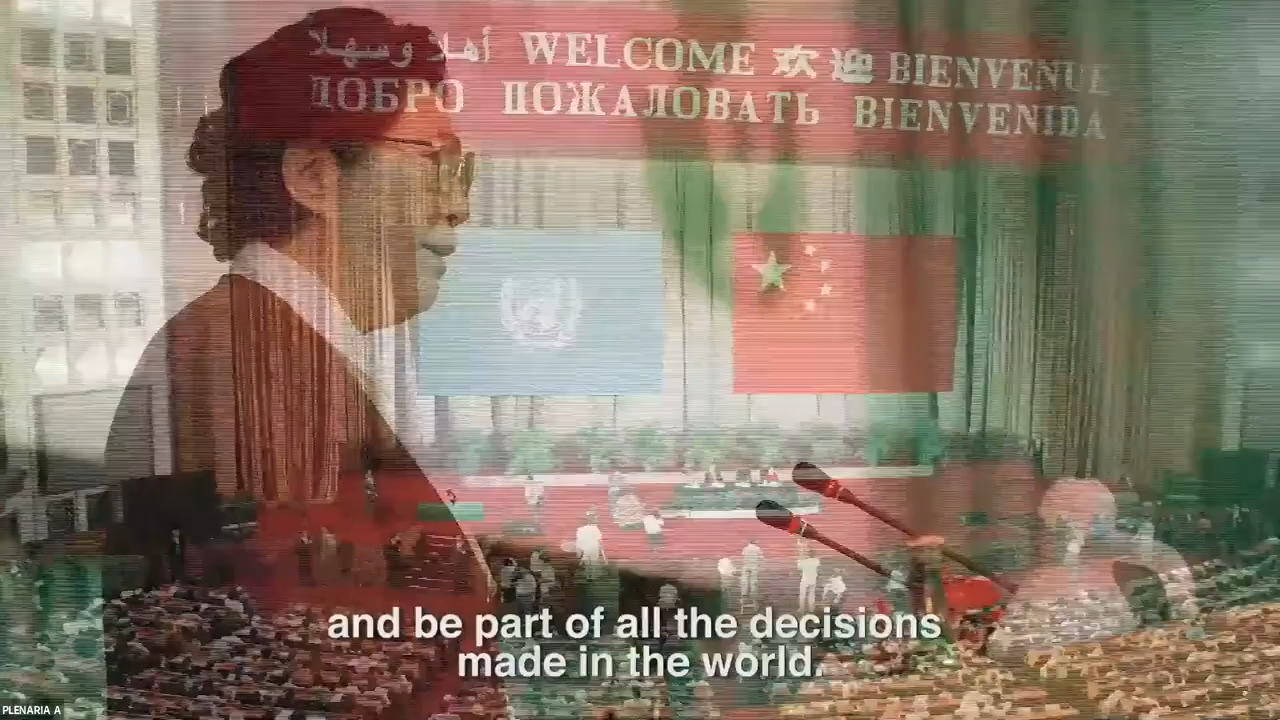 أهلا وسهلا WELCOME 欢迎 BIENVENUE
ДОБРО ПОЖАЛОВАТЬ BIENVENIDA
and be part of all the decisions
made in the world.
PLENARIA A